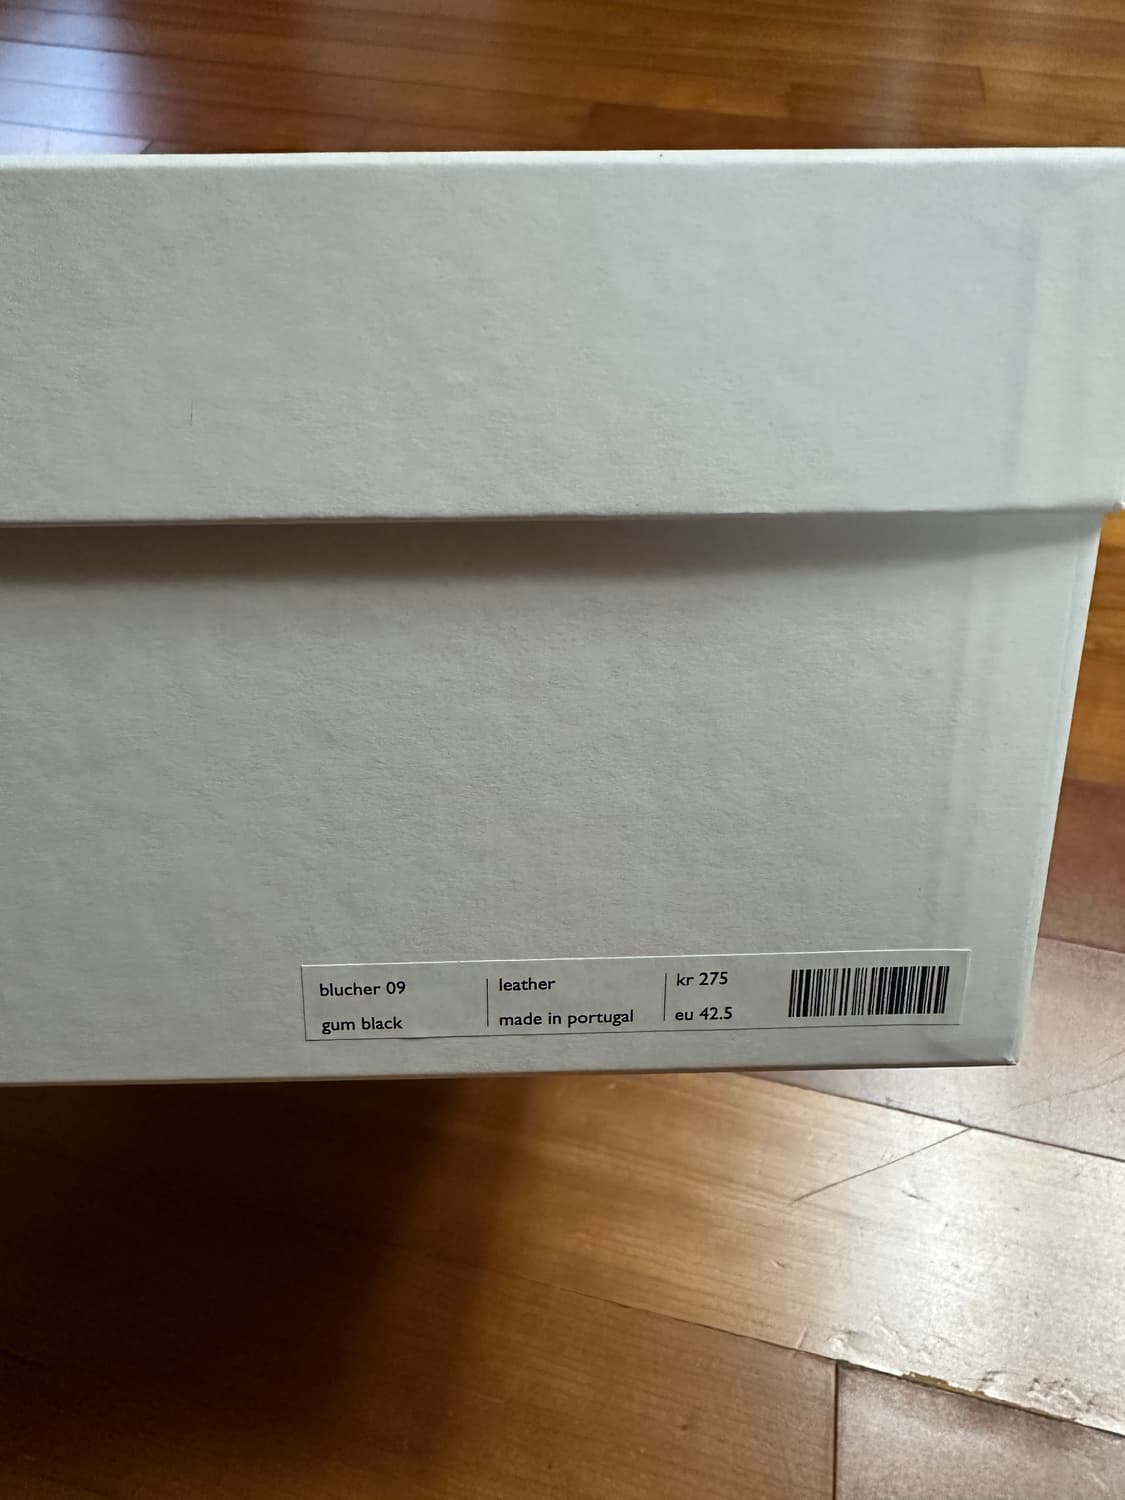 blucher 09
gum black
leather
made in portugal
kr 275
eu 42.5